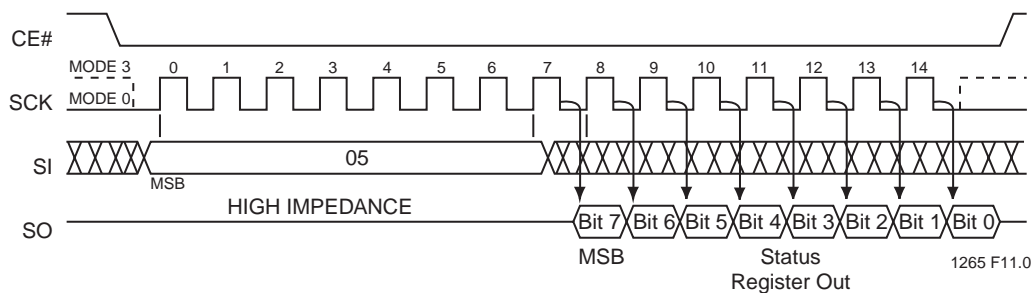 CE#
MODE 3
0 1 2 3 4 5 6 7 8 9 10 11 12 13 14
SCK
MODE 0
SI
05
MSB
HIGH IMPEDANCE
SO
Bit 7 Bit 6 Bit 5 Bit 4 Bit 3 Bit 2 Bit 1 Bit 0
MSB
Status
Register Out
1265 F11.0